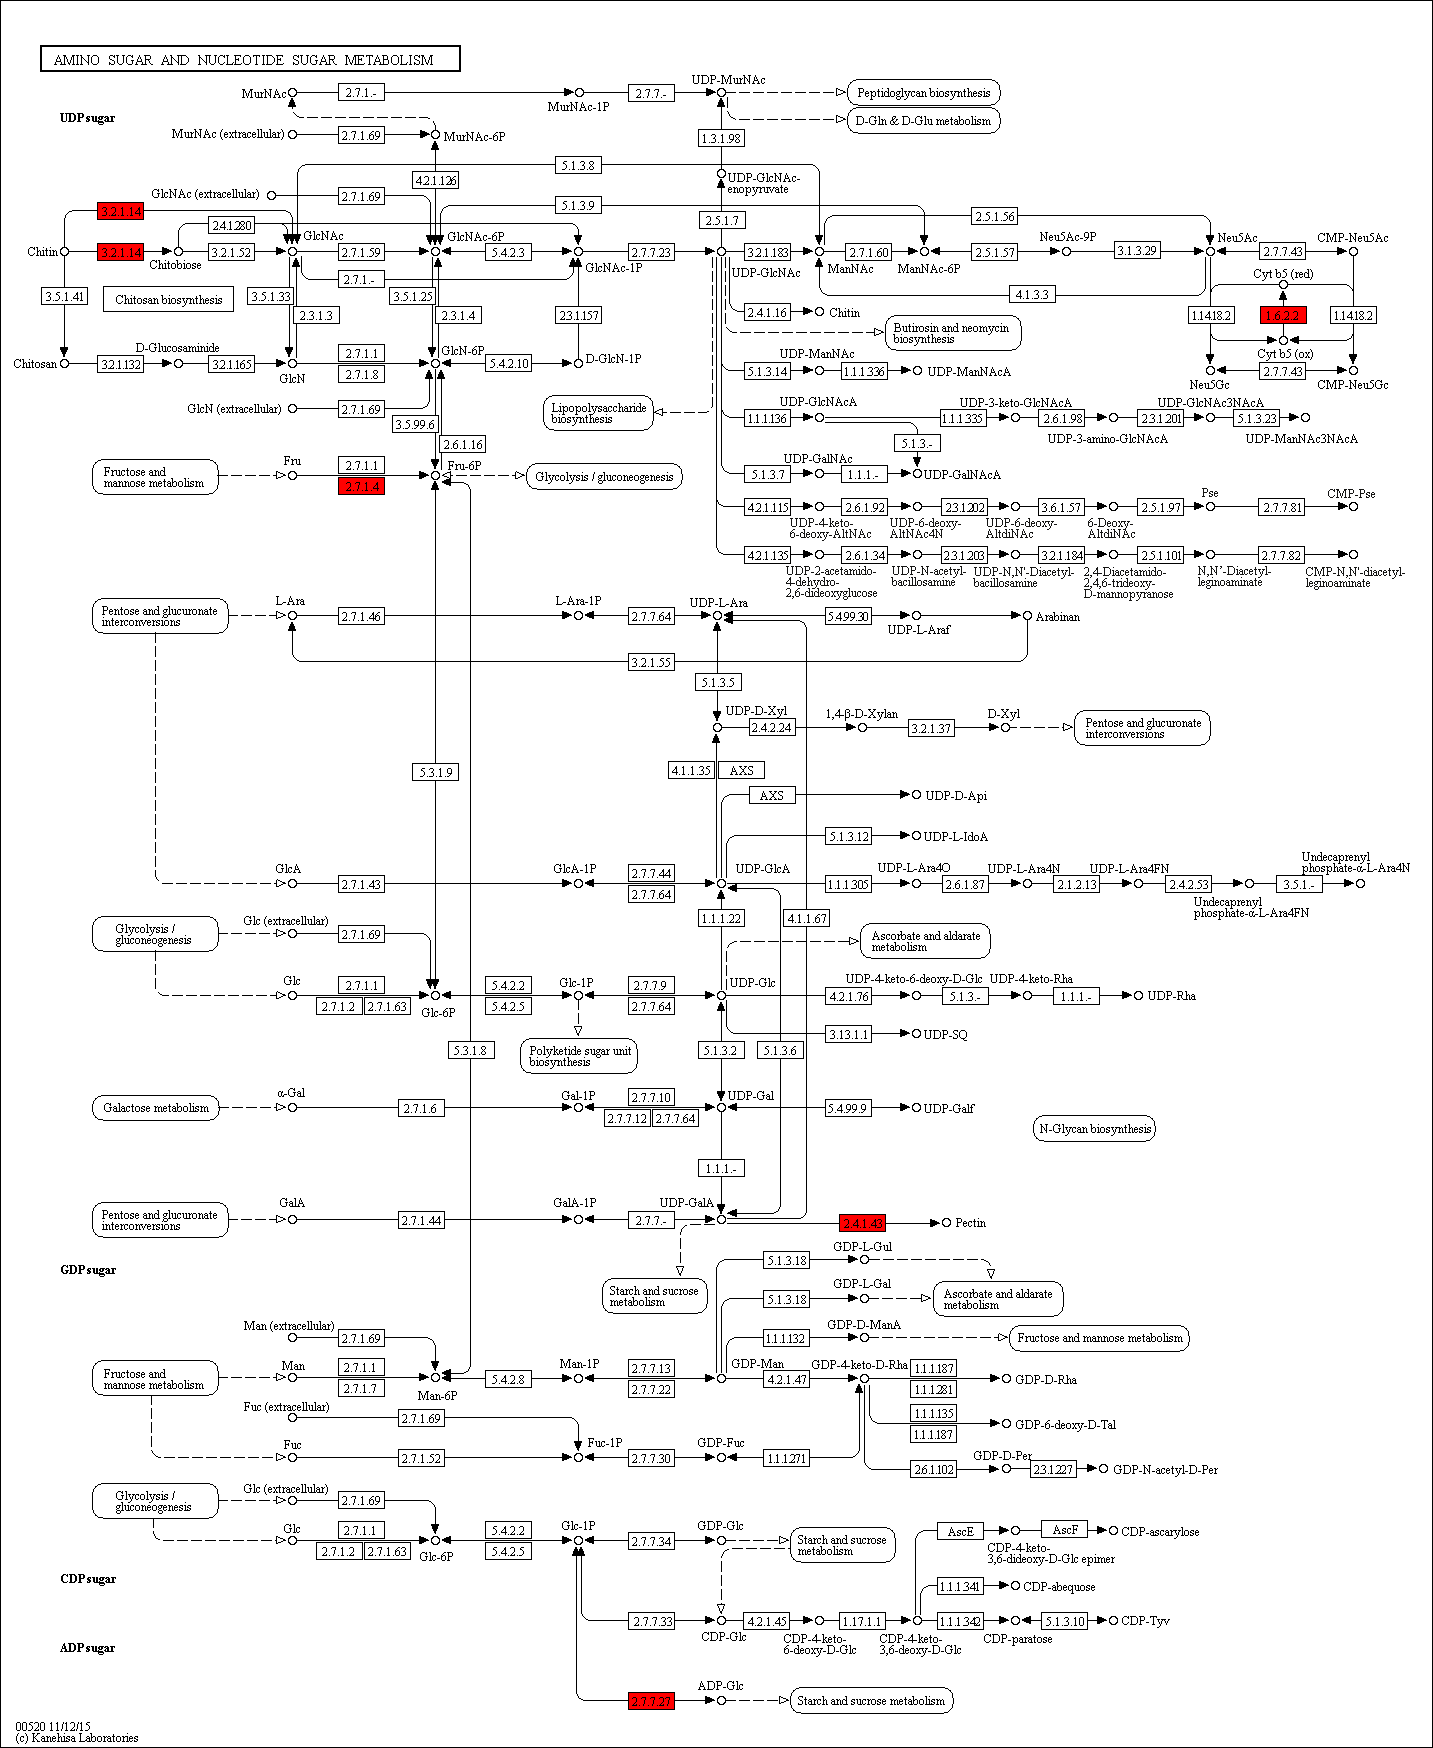 AMINO SUGAR AND NUCLEOTIDE SUGAR METABOLISM
UDP sugar
MurNAc
2.7.1.-
MurNAc-1P
2.7.7.-
UDP-MurNAc
Peptidoglycan biosynthesis
D-Gln & D-Glu metabolism
MurNAc (extracellular)
2.7.1.69
MurNAc-6P
1.3.1.98
5.1.3.8
4.2.1.126
UDP-GlcNAc-
enopyruvate
GlcNAc (extracellular)
2.7.1.69
5.1.3.9
3.2.1.14
2.4.1.280
2.5.1.7
2.5.1.56
Chitin
3.2.1.14
Chitobiose
3.2.1.52
GlcNAc
2.7.1.59
GlcNAc-6P
5.4.2.3
GlcNAc-1P
2.7.7.23
UDP-GlcNAc
3.2.1.183
ManNAc
2.7.1.60
ManNAc-6P
2.5.1.57
Neu5Ac-9P
3.1.3.29
Neu5Ac
2.7.7.43
CMP-Neu5Ac
2.7.1.-
Cyt b5 (red)
3.5.1.41
Chitosan biosynthesis
3.5.1.33
2.3.1.3
3.5.1.25
2.3.1.4
2.3.1.157
4.1.3.3
2.4.1.16
Chitin
1.14.18.2
1.6.2.2
1.14.18.2
Butirosin and neomycin
biosynthesis
Cyt b5 (ox)
Chitosan
3.2.1.132
D-Glucosaminide
3.2.1.165
GlcN
2.7.1.1
2.7.1.8
GlcN-6P
5.4.2.10
D-GlcN-1P
UDP-ManNAc
5.1.3.14
1.1.1.336
UDP-ManNAcA
Neu5Gc
2.7.7.43
CMP-Neu5Gc
GlcN (extracellular)
2.7.1.69
Lipopolysaccharide
biosynthesis
3.5.99.6
2.6.1.16
UDP-GlcNAcA
1.1.1.136
UDP-3-keto-GlcNAcA
1.1.1.335
2.6.1.98
UDP-3-amino-GlcNAcA
2.3.1.201
UDP-GlcNAc3NAcA
5.1.3.23
UDP-ManNAc3NAcA
5.1.3.-
Fructose and
mannose metabolism
Fru
2.7.1.1
2.7.1.4
Fru-6P
Glycolysis / gluconeogenesis
UDP-GalNAc
5.1.3.7
1.1.1.-
UDP-GalNAcA
4.2.1.115
UDP-4-keto-
6-deoxy-AltNAc
2.6.1.92
UDP-6-deoxy-
AltNAc4N
2.3.1.202
UDP-6-deoxy-
AltdiNAc
3.6.1.57
6-Deoxy-
AltdiNAc
2.5.1.97
Pse
2.7.7.81
CMP-Pse
4.2.1.135
UDP-2-acetamido-
4-dehydro-
2,6-dideoxyglucose
2.6.1.34
UDP-N-acetyl-
bacillosamine
2.3.1.203
UDP-N,N'-Diacetyl-
bacillosamine
3.2.1.184
2,4-Diacetamido-
2,4,6-trideoxy-
D-mannopyranose
2.5.1.101
N,N'-Diacetyl-
leginoaminate
2.7.7.82
CMP-N,N'-diacetyl-
leginoaminate
Pentose and glucuronate
interconversions
L-Ara
2.7.1.46
L-Ara-1P
2.7.7.64
UDP-L-Ara
5.4.99.30
UDP-L-Araf
Arabinan
3.2.1.55
5.1.3.5
UDP-D-Xyl
2.4.2.24
1,4-β-D-Xylan
3.2.1.37
D-Xyl
Pentose and glucuronate
interconversions
5.3.1.9
4.1.1.35
AXS
AXS
UDP-D-Api
5.1.3.12
UDP-L-IdoA
GlcA
2.7.1.43
GlcA-1P
2.7.7.44
2.7.7.64
UDP-GlcA
1.1.1.305
UDP-L-Ara4O
2.6.1.87
UDP-L-Ara4N
2.1.2.13
UDP-L-Ara4FN
2.4.2.53
Undecaprenyl
phosphate-α-L-Ara4FN
3.5.1.-
Undecaprenyl
phosphate-α-L-Ara4N
1.1.1.22
4.1.1.67
Glycolysis /
gluconeogenesis
Glc (extracellular)
2.7.1.69
Ascorbate and aldarate
metabolism
Glc
2.7.1.1
2.7.1.2
2.7.1.63
Glc-6P
5.4.2.2
5.4.2.5
Glc-1P
2.7.7.9
2.7.7.64
UDP-Glc
4.2.1.76
UDP-4-keto-6-deoxy-D-Glc
5.1.3.-
UDP-4-keto-Rha
1.1.1.-
UDP-Rha
3.13.1.1
UDP-SQ
5.3.1.8
Polyketide sugar unit
biosynthesis
5.1.3.2
5.1.3.6
Galactose metabolism
α-Gal
2.7.1.6
Gal-1P
2.7.7.10
2.7.7.12
2.7.7.64
UDP-Gal
5.4.99.9
UDP-Galf
N-Glycan biosynthesis
1.1.1.-
Pentose and glucuronate
interconversions
GalA
2.7.1.44
GalA-1P
2.7.7.-
UDP-GalA
2.4.1.43
Pectin
GDP sugar
Starch and sucrose
metabolism
5.1.3.18
GDP-L-Gul
5.1.3.18
GDP-L-Gal
Ascorbate and aldarate
metabolism
Man (extracellular)
2.7.1.69
1.1.1.132
GDP-D-ManA
Fructose and mannose metabolism
Fructose and
mannose metabolism
Man
2.7.1.1
2.7.1.7
Man-6P
5.4.2.8
Man-1P
2.7.7.13
2.7.7.22
GDP-Man
4.2.1.47
GDP-4-keto-D-Rha
1.1.1.187
1.1.1.281
GDP-D-Rha
Fuc (extracellular)
2.7.1.69
1.1.1.135
1.1.1.187
GDP-6-deoxy-D-Tal
Fuc
2.7.1.52
Fuc-1P
2.7.7.30
GDP-Fuc
1.1.1.271
2.6.1.102
GDP-D-Per
2.3.1.227
GDP-N-acetyl-D-Per
Glycolysis /
gluconeogenesis
Glc (extracellular)
2.7.1.69
Glc
2.7.1.1
2.7.1.2
2.7.1.63
Glc-6P
5.4.2.2
5.4.2.5
Glc-1P
2.7.7.34
GDP-Glc
Starch and sucrose
metabolism
AscE
CDP-4-keto-
3,6-dideoxy-D-Glc epimer
AscF
CDP-ascarylose
CDP sugar
1.1.1.341
CDP-abequose
2.7.7.33
CDP-Glc
4.2.1.45
CDP-4-keto-
6-deoxy-D-Glc
1.17.1.1
CDP-4-keto-
3,6-deoxy-D-Glc
1.1.1.342
CDP-paratose
5.1.3.10
CDP-Tyv
ADP sugar
2.7.7.27
ADP-Glc
Starch and sucrose metabolism
00520 11/12/15
(c) Kanehisa Laboratories